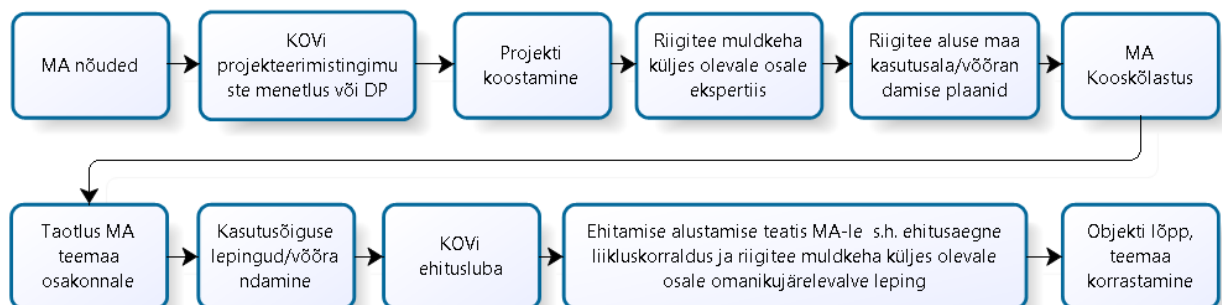 MA nõuded
KOVi
projekteerimistingimu
ste menetlus või DP
Projekti
koostamine
Riigitee muldkeha
küljes olevale osale
ekspertiis
Riigitee aluse maa
kasutusala/võõran
damise plaanid
MA
Kooskõlastus
Taotlus MA
teemaa
osakonnale
Kasutusõiguse
lepingud/võõra
ndamine
KOVi
ehitusluba
Ehitamise alustamise teatis MA-le s.h. ehitusaegne
liikluskorraldus ja riigitee muldkeha küljes olevale
osale omanikujärelevalve leping
Objekti lõpp,
teemaa
korrastamine